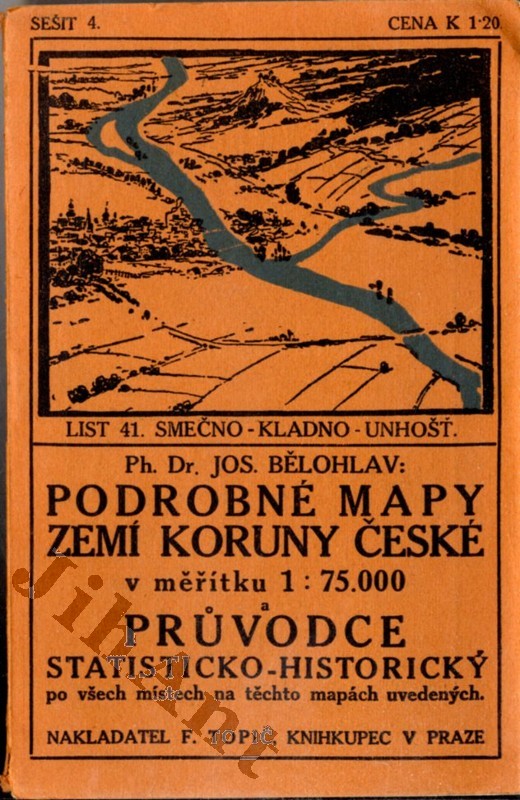 SEŠIT 4.
CENA K 1·20
LIST 41. SMEČNO - KLADNO - UNHOŠŤ.
Ph. Dr. JOS. BĚLOHLAV:
PODROBNÉ MAPY
ZEMÍ KORUNY ČESKÉ
v měřítku 1 : 75.000
a
PRŮVODCE
STATISTICKO-HISTORICKÝ
po všech místech na těchto mapách uvedených.
NAKLADATEL F. TOPIČ, KNIHKUPEC V PRAZE